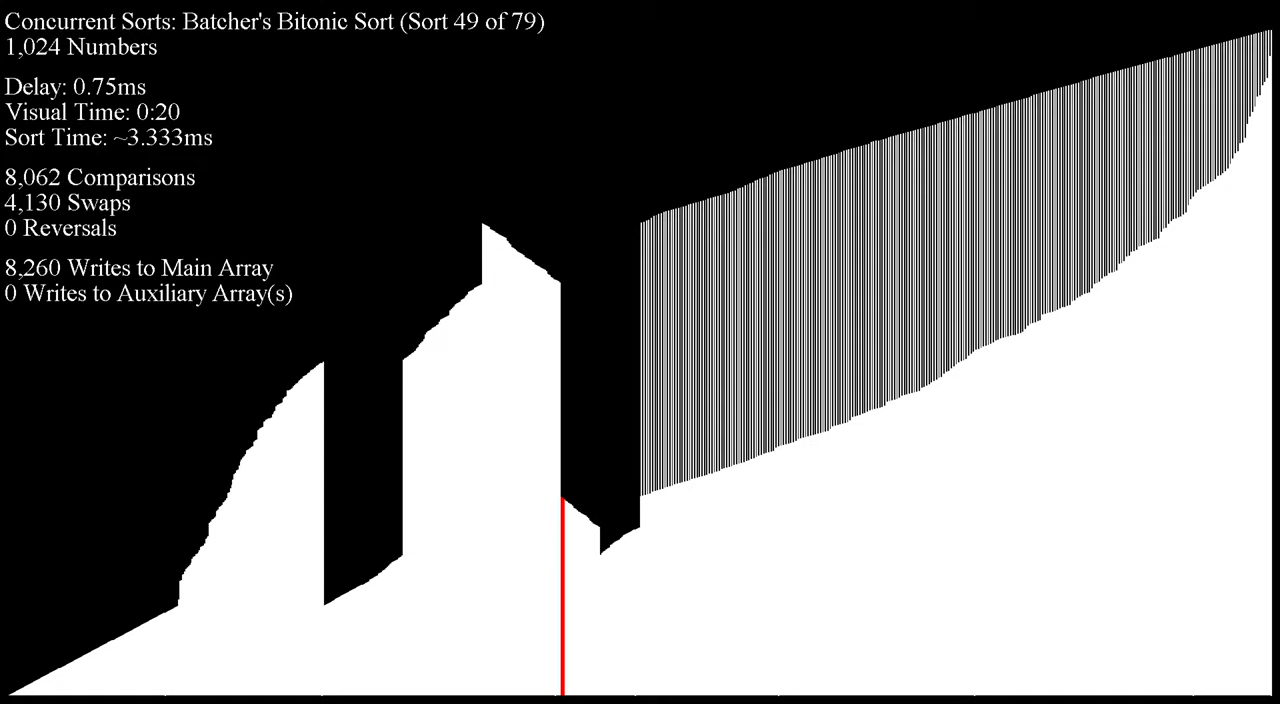 Concurrent Sorts: Batcher's Bitonic Sort (Sort 49 of 79)
1,024 Numbers
Delay: 0.75ms
Visual Time: 0:20
Sort Time: ~3.333ms
8,062 Comparisons
4,130 Swaps
0 Reversals
8,260 Writes to Main Array
0 Writes to Auxiliary Array(s)